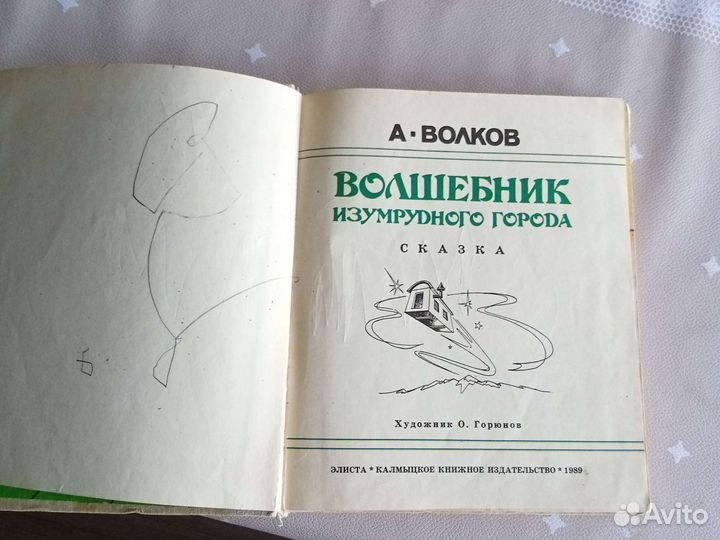 А·ВОЛКОВ
ВОЛШЕБНИК
ИЗУМРУДНОГО ГОРОДА
СКАЗКА
Художник О. Горюнов
ЭЛИСТА * КАЛМЫЦКОЕ КНИЖНОЕ ИЗДАТЕЛЬСТВО * 1989
Avito